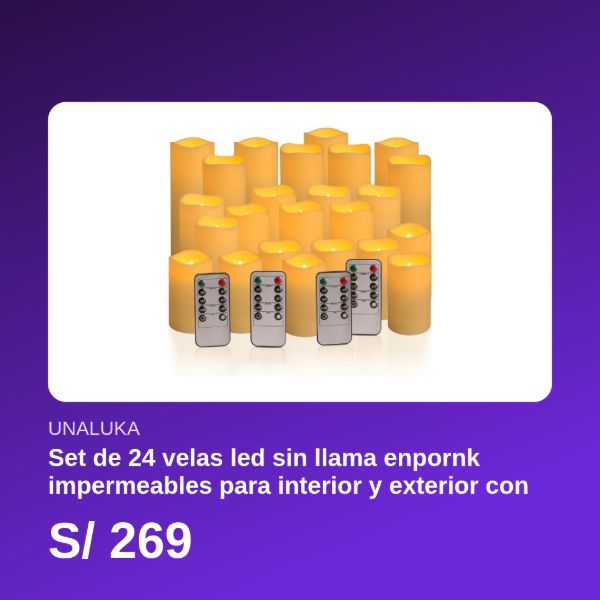 UNALUKA
Set de 24 velas led sin llama enpornk
impermeables para interior y exterior con
S/ 269